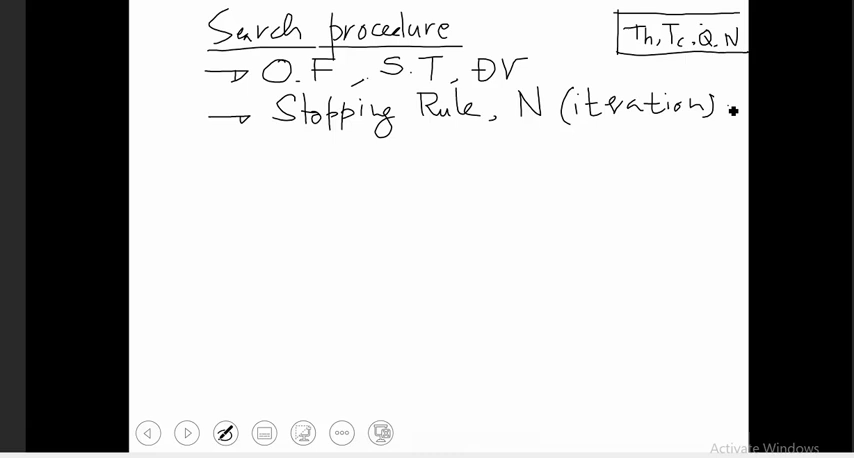 Search procedure
Th, Tc, Q̇, N
→ O.F, S.T, DV
→ Stopping Rule, N (iteration)
Activate Windows